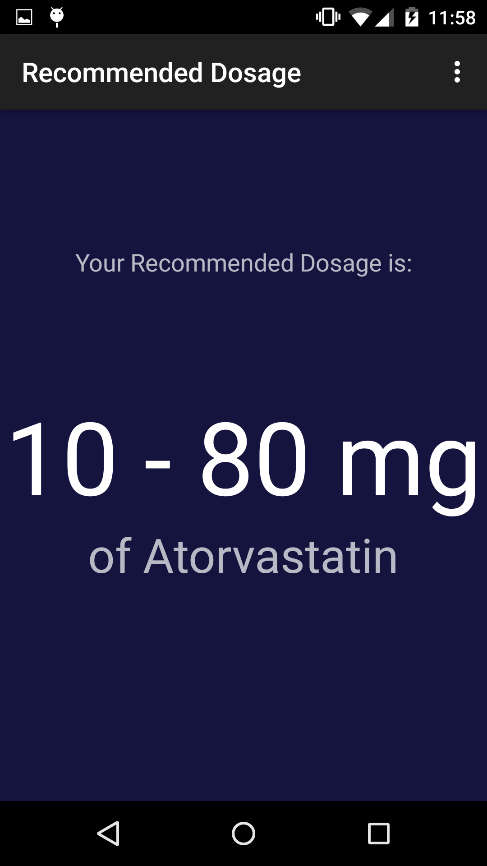 11:58
Recommended Dosage
Your Recommended Dosage is:
10 - 80 mg
of Atorvastatin